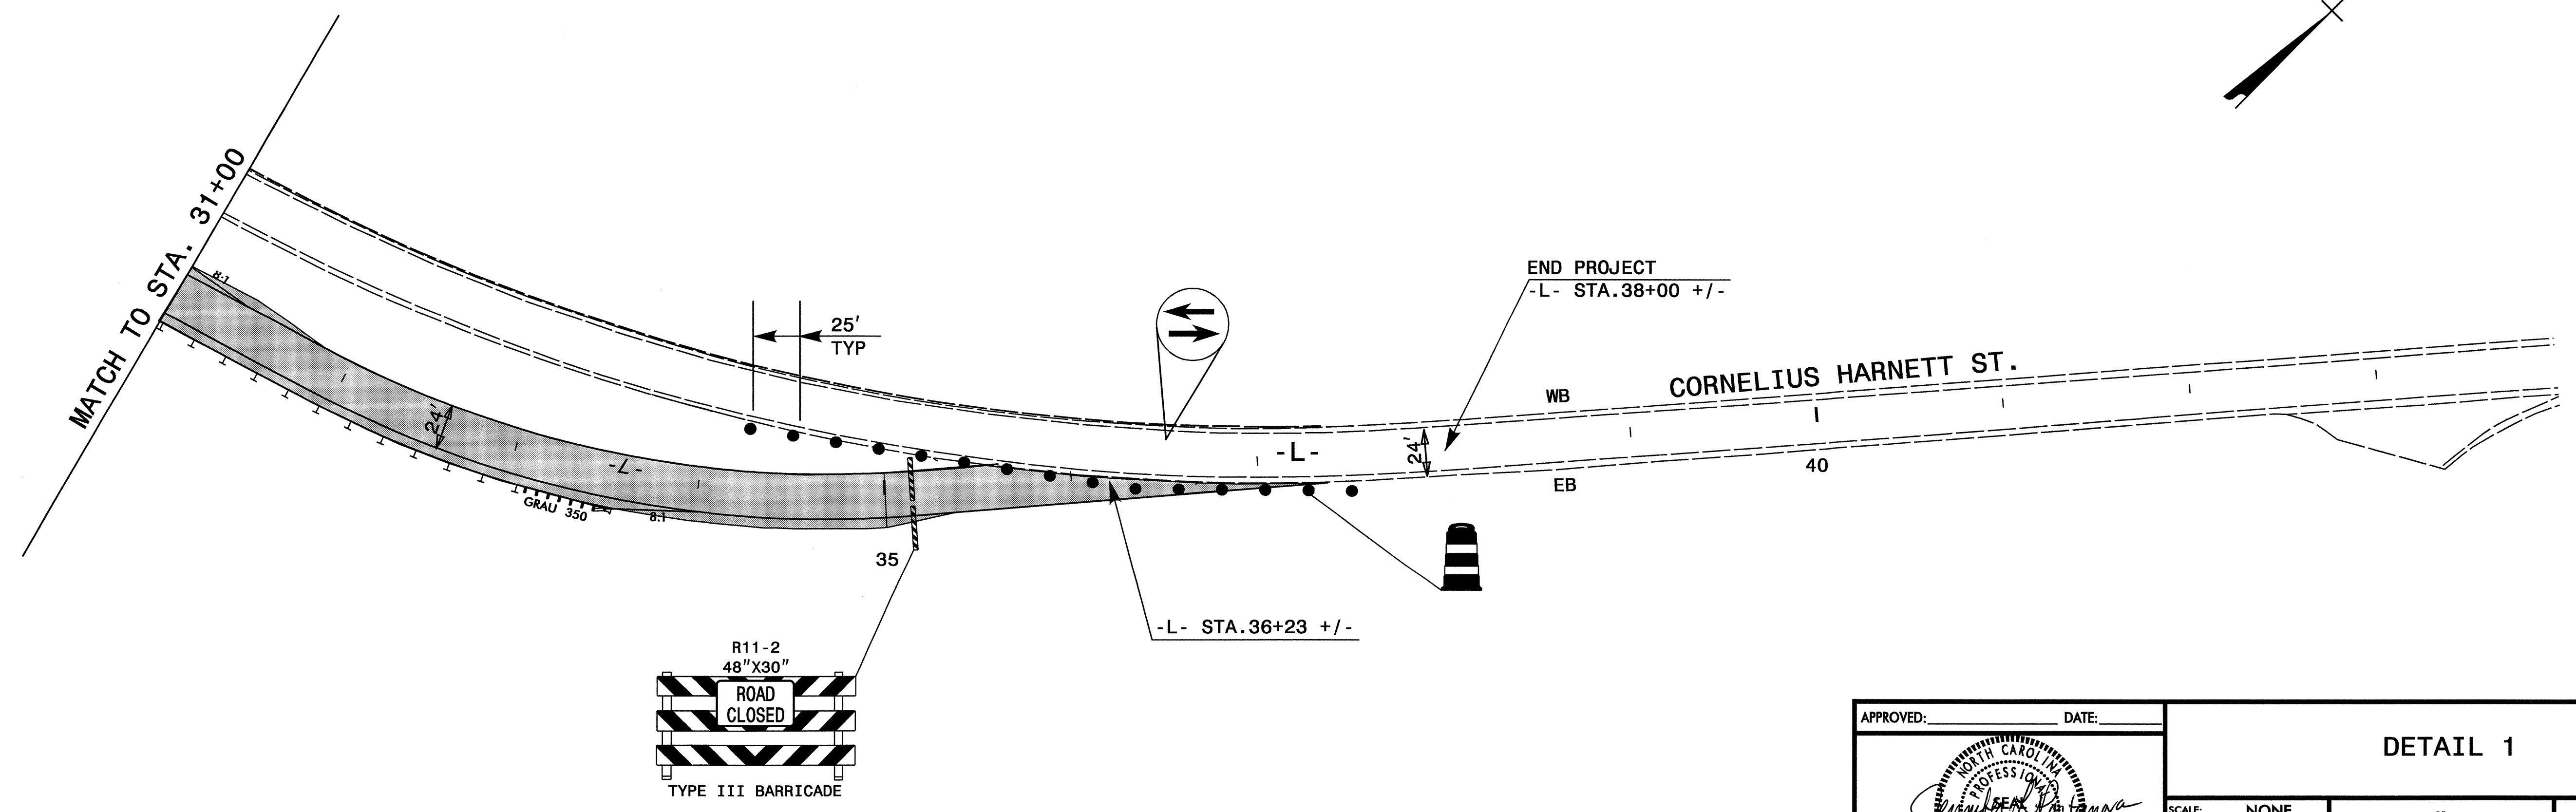 MATCH TO STA. 31+00
8:1
25'
TYP
END PROJECT
-L- STA.38+00 +/-
WB
CORNELIUS HARNETT ST.
24'
-L-
GRAU 350
8:1
-L-
24'
EB
40
35
-L- STA.36+23 +/-
R11-2
48"X30"
ROAD
CLOSED
TYPE III BARRICADE
APPROVED: DATE:
NORTH CAROLINA
PROFESSIONAL
SEAL
DETAIL 1
SCALE: NONE